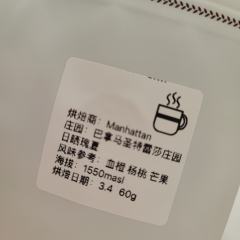 烘焙商：Manhattan
庄园：巴拿马圣特蕾莎庄园
日晒瑰夏
风味参考：血橙 杨桃 芒果
海拔：1550masl
烘焙日期：3.4 60g